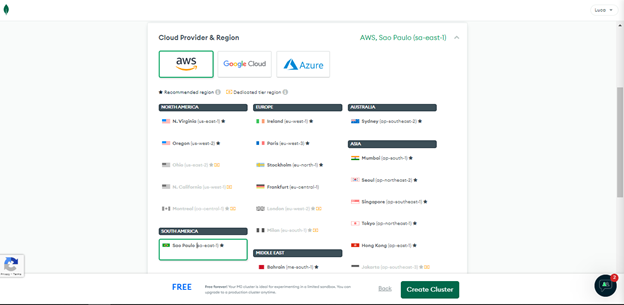 Luca
Cloud Provider & Region
AWS, Sao Paulo (sa-east-1)
aws
Google Cloud
Azure
Recommended region
Dedicated tier region
NORTH AMERICA
N. Virginia (us-east-1)
Oregon (us-west-2)
Ohio (us-east-2)
N. California (us-west-1)
Montreal (ca-central-1)
SOUTH AMERICA
Sao Paulo (sa-east-1)
EUROPE
Ireland (eu-west-1)
Paris (eu-west-3)
Stockholm (eu-north-1)
Frankfurt (eu-central-1)
London (eu-west-2)
Milan (eu-south-1)
MIDDLE EAST
Bahrain (me-south-1)
AUSTRALIA
Sydney (ap-southeast-2)
ASIA
Mumbai (ap-south-1)
Seoul (ap-northeast-2)
Singapore (ap-southeast-1)
Tokyo (ap-northeast-1)
Hong Kong (ap-east-1)
Jakarta (ap-southeast-3)
Privacy - Terms
FREE
Free forever! Your M0 cluster is ideal for experimenting in a limited sandbox. You can
upgrade to a production cluster anytime.
Back
Create Cluster
2